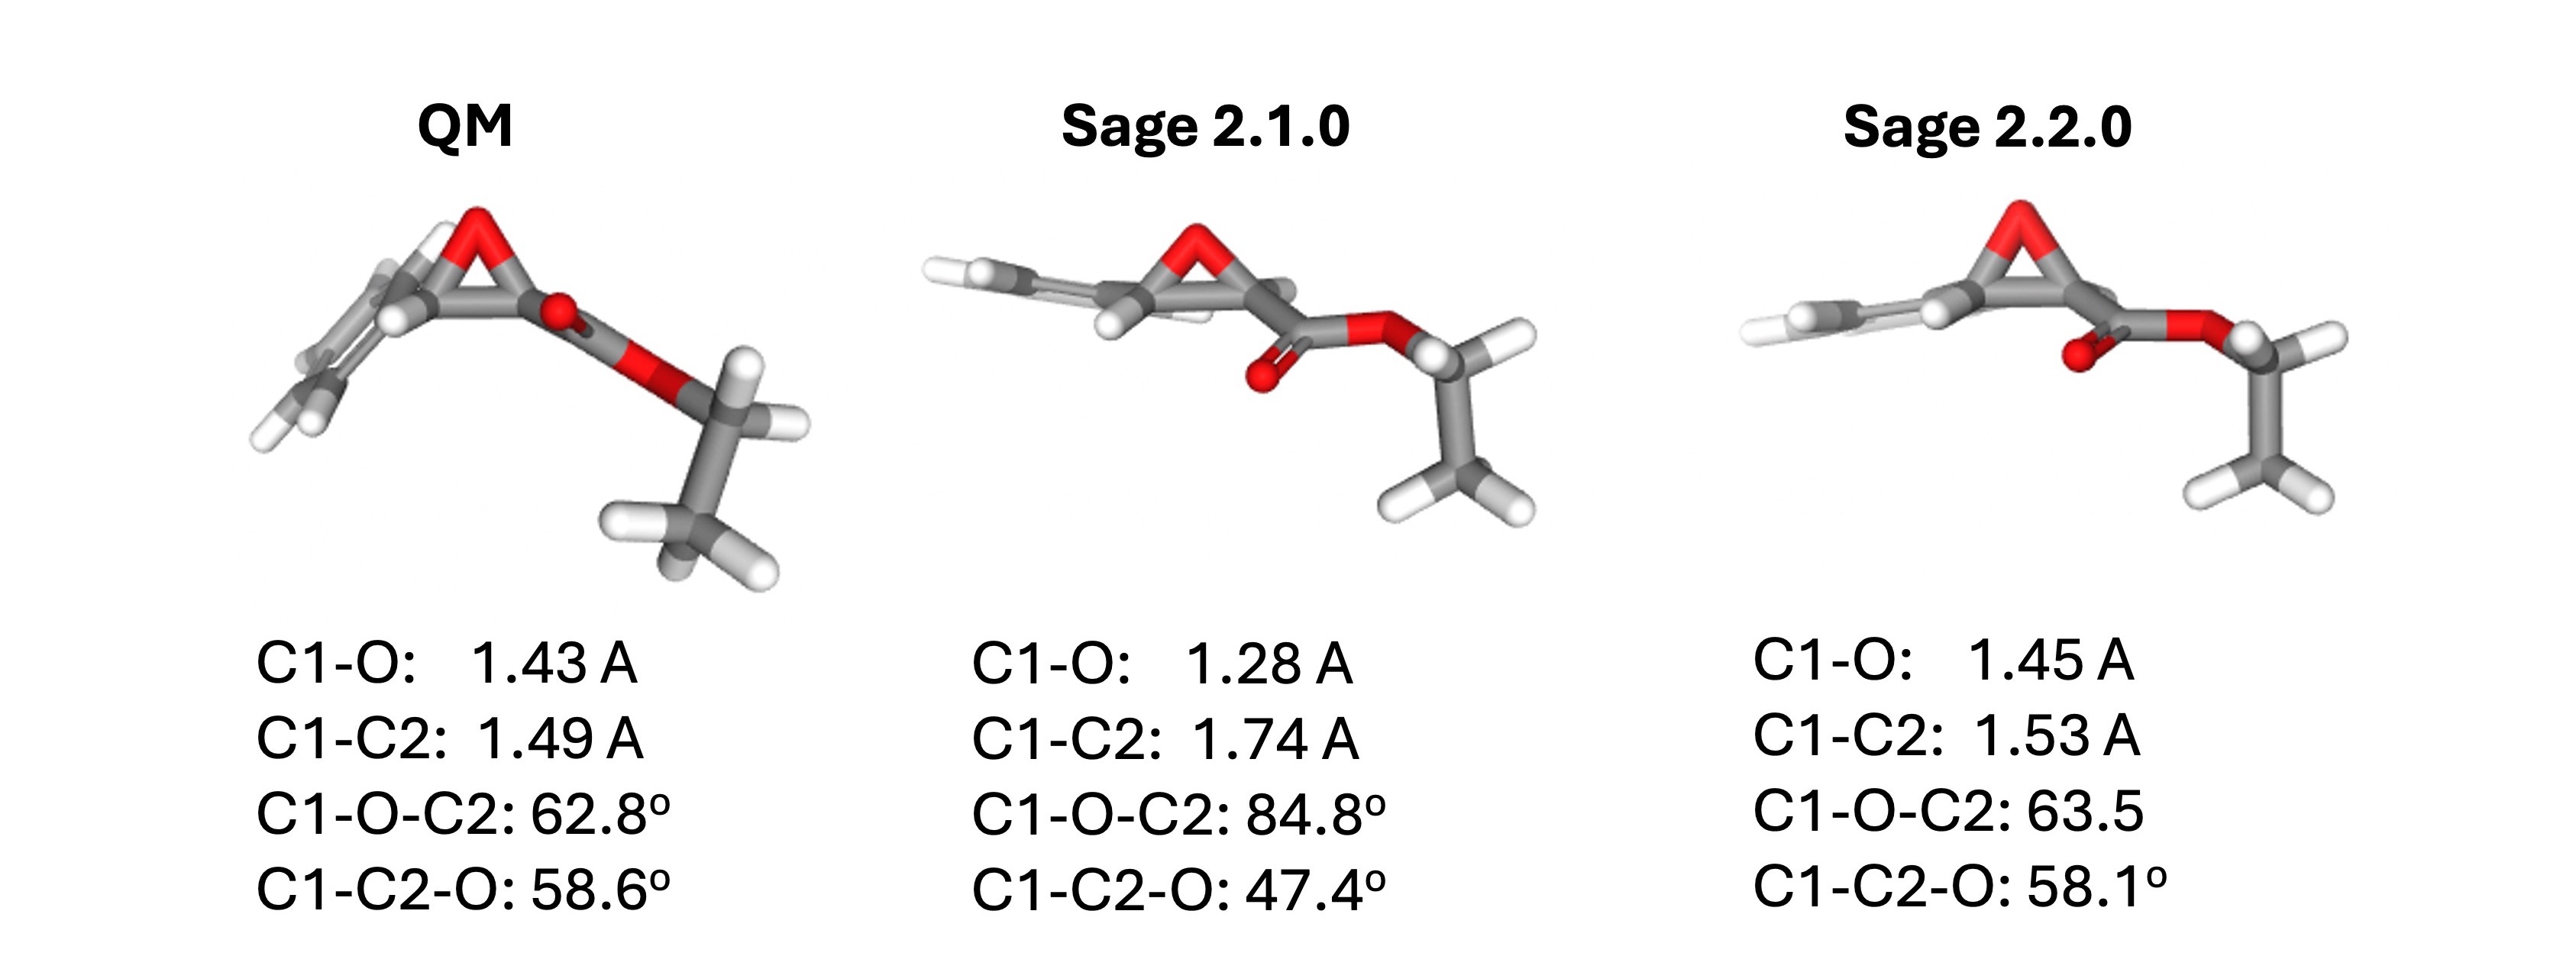 QM
Sage 2.1.0
Sage 2.2.0
C1-O: 1.43 A
C1-C2: 1.49 A
C1-O-C2: 62.8º
C1-C2-O: 58.6º
C1-O: 1.28 A
C1-C2: 1.74 A
C1-O-C2: 84.8º
C1-C2-O: 47.4º
C1-O: 1.45 A
C1-C2: 1.53 A
C1-O-C2: 63.5
C1-C2-O: 58.1º